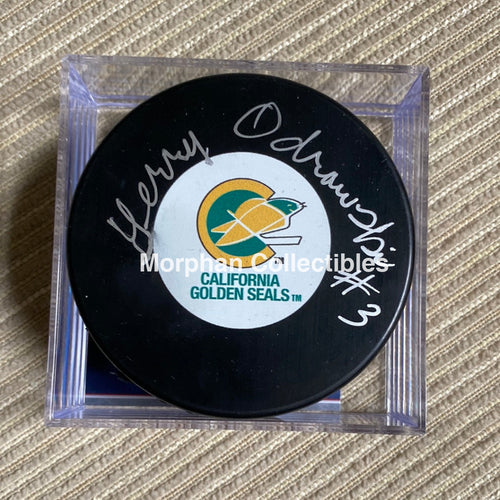 Gerry Odrowski #3
Morphan Collectibles
CALIFORNIA
GOLDEN SEALS TM